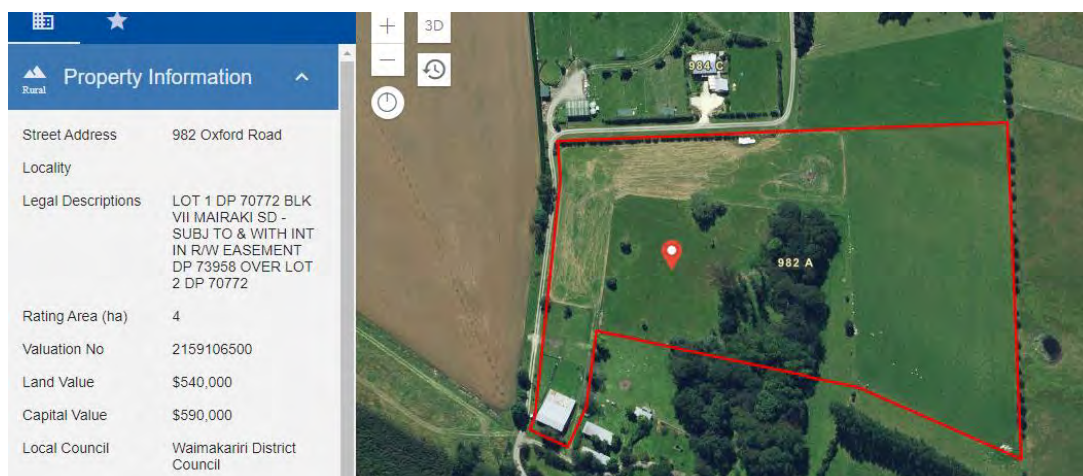 Rural
Property Information
Street Address 982 Oxford Road
Locality
Legal Descriptions LOT 1 DP 70772 BLK
VII MAIRAKI SD -
SUBJ TO & WITH INT
IN R/W EASEMENT
DP 73958 OVER LOT
2 DP 70772
Rating Area (ha) 4
Valuation No 2159106500
Land Value $540,000
Capital Value $590,000
Local Council Waimakariri District
Council
3D
984 C
982 A